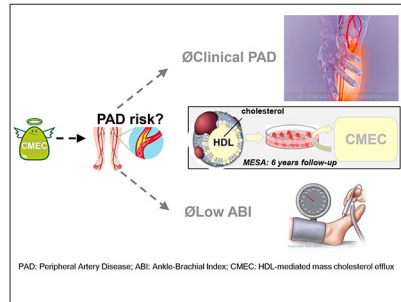 ØClinical PAD
PAD risk?
CMEC
cholesterol
HDL
CMEC
MESA: 6 years follow-up
ØLow ABI
PAD: Peripheral Artery Disease; ABI: Ankle-Brachial Index; CMEC: HDL-mediated mass cholesterol efflux